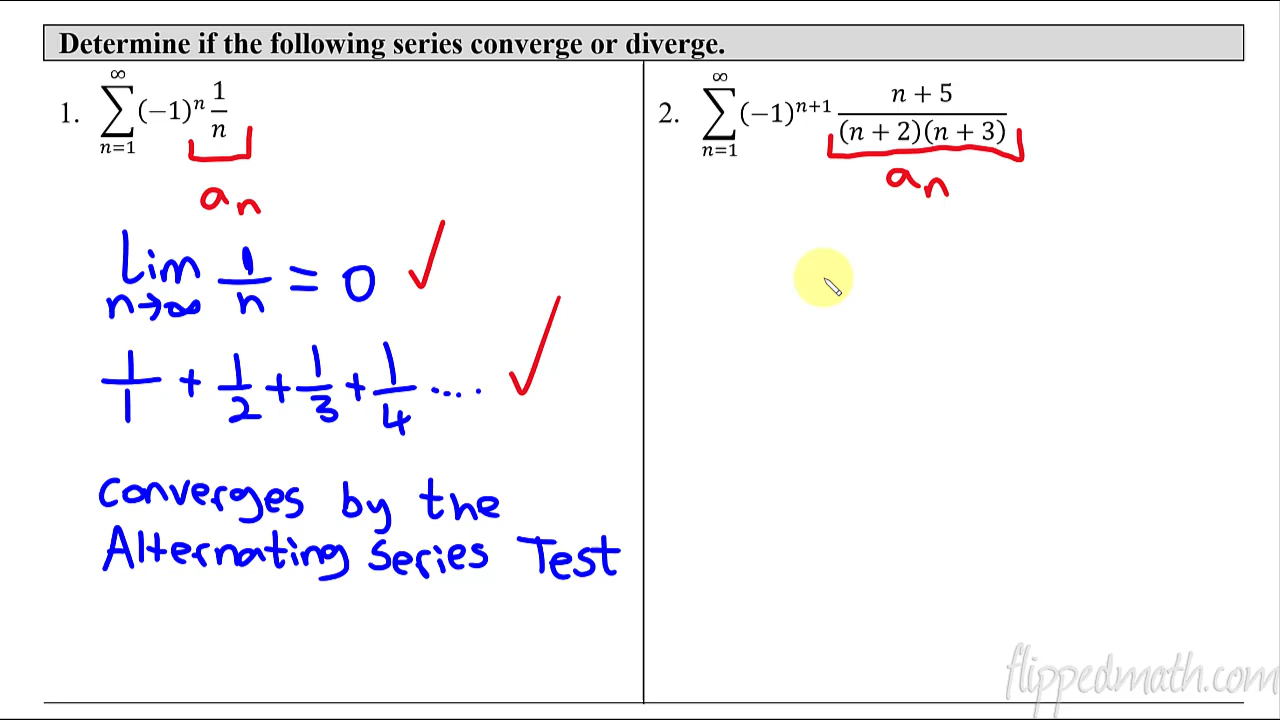 Determine if the following series converge or diverge.
1. ∞ ∑ n=1 (−1)^n 1/n
a_n
Lim n→∞ 1/n = 0 ✓
1/1 + 1/2 + 1/3 + 1/4 ... ✓
Converges by the
Alternating Series Test
2. ∞ ∑ n=1 (−1)^{n+1} (n + 5)/((n + 2)(n + 3))
a_n
flippedmath.com